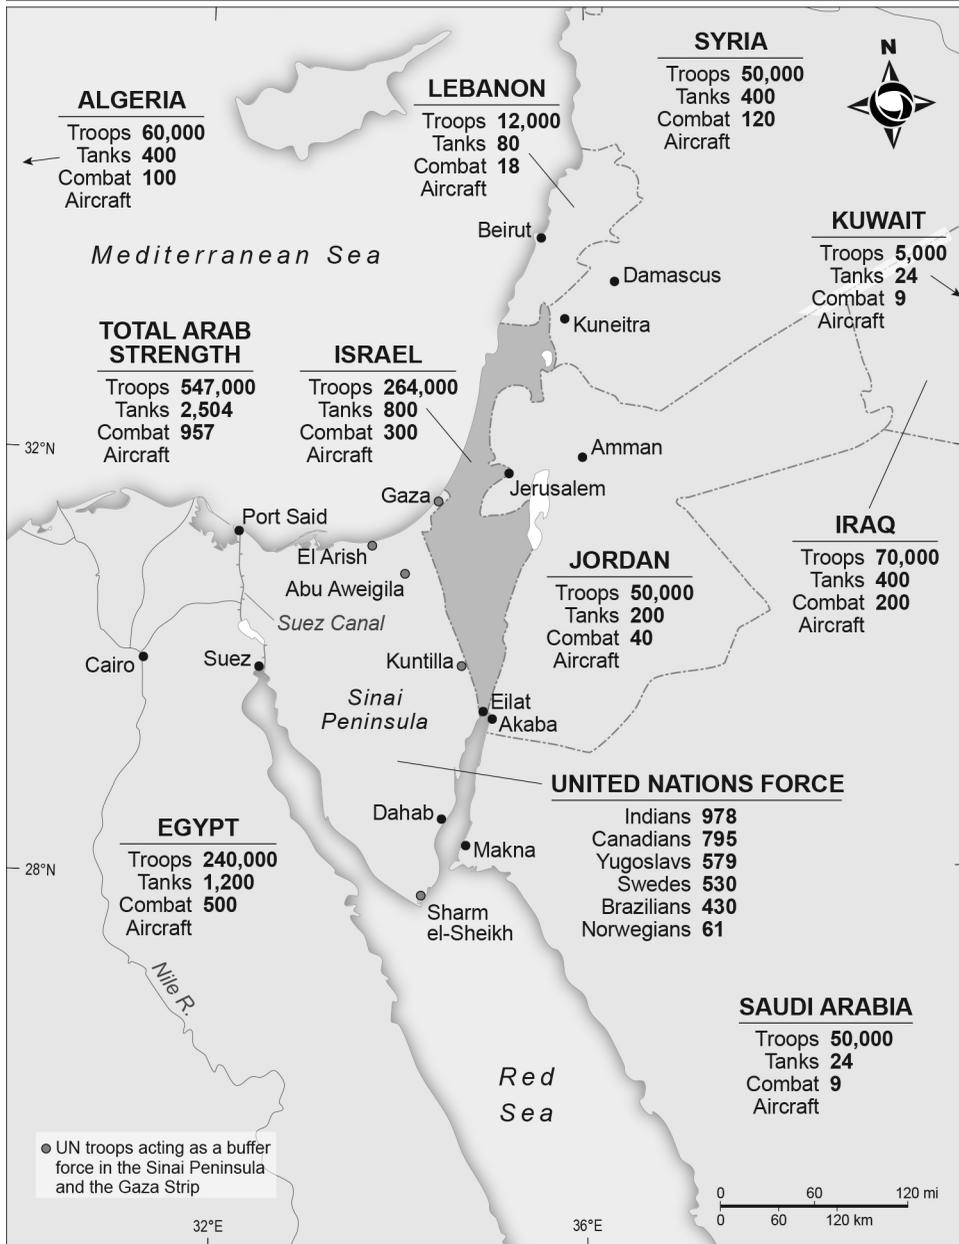 SYRIA
Troops 50,000
Tanks 400
Combat 120
Aircraft
N
ALGERIA
Troops 60,000
Tanks 400
Combat 100
Aircraft
LEBANON
Troops 12,000
Tanks 80
Combat 18
Aircraft
KUWAIT
Troops 5,000
Tanks 24
Combat 9
Aircraft
Beirut
Mediterranean Sea
Damascus
Kuneitra
TOTAL ARAB
STRENGTH
Troops 547,000
Tanks 2,504
Combat 957
Aircraft
ISRAEL
Troops 264,000
Tanks 800
Combat 300
Aircraft
32°N
Amman
Jerusalem
Gaza
Port Said
El Arish
Abu Aweigila
Suez Canal
IRAQ
Troops 70,000
Tanks 400
Combat 200
Aircraft
JORDAN
Troops 50,000
Tanks 200
Combat 40
Aircraft
Cairo
Suez
Kuntilla
Sinai
Peninsula
Eilat
Akaba
UNITED NATIONS FORCE
Indians 978
Canadians 795
Yugoslavs 579
Swedes 530
Brazilians 430
Norwegians 61
Dahab
Makna
EGYPT
Troops 240,000
Tanks 1,200
Combat 500
Aircraft
28°N
Sharm
el-Sheikh
Nile R.
SAUDI ARABIA
Troops 50,000
Tanks 24
Combat 9
Aircraft
Red
Sea
UN troops acting as a buffer
force in the Sinai Peninsula
and the Gaza Strip
0 60 120 mi
0 60 120 km
32°E
36°E